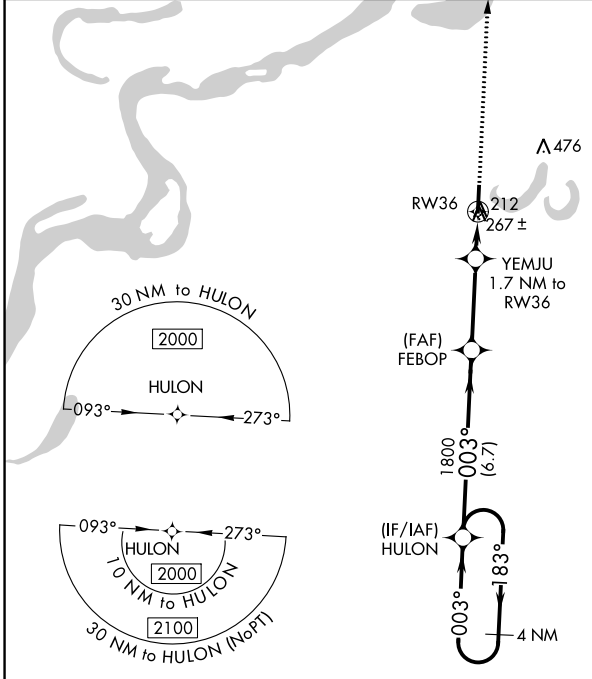 476
RW36
212
267 ±
YEMJU
1.7 NM to
RW36
30 NM to HULON
2000
(FAF)
FEBOP
HULON
093°
273°
1800
003°
(6.7)
093°
273°
HULON
10 NM to HULON
2000
2100
30 NM to HULON (NoPT)
(IF/IAF)
HULON
183°
003°
4 NM